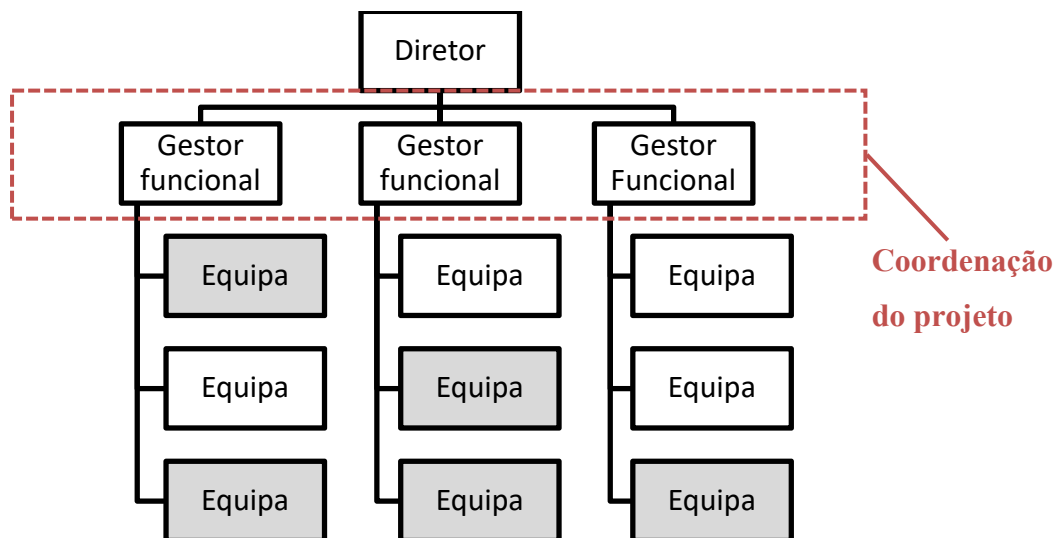 Diretor
Gestor
funcional
Gestor
funcional
Gestor
Funcional
Coordenação
do projeto
Equipa
Equipa
Equipa
Equipa
Equipa
Equipa
Equipa
Equipa
Equipa